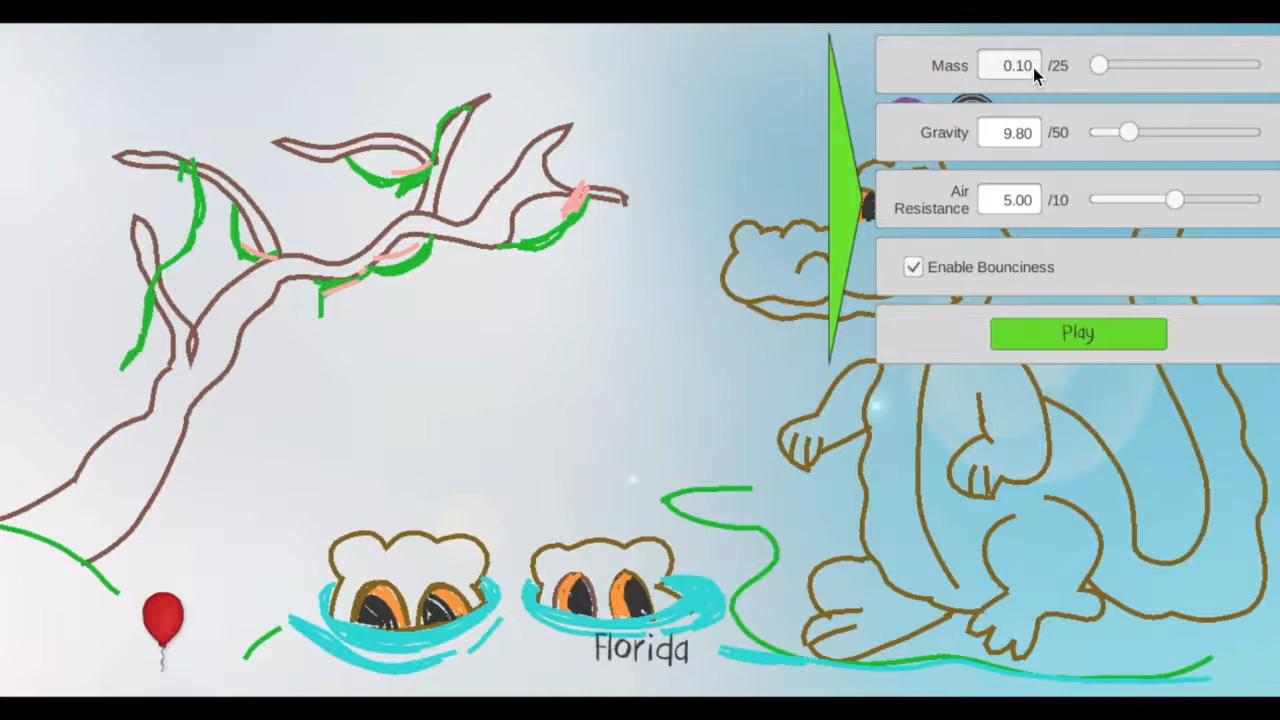 Mass 0.10 /25
Gravity 9.80 /50
Air
Resistance 5.00 /10
Enable Bounciness
Play
Florida